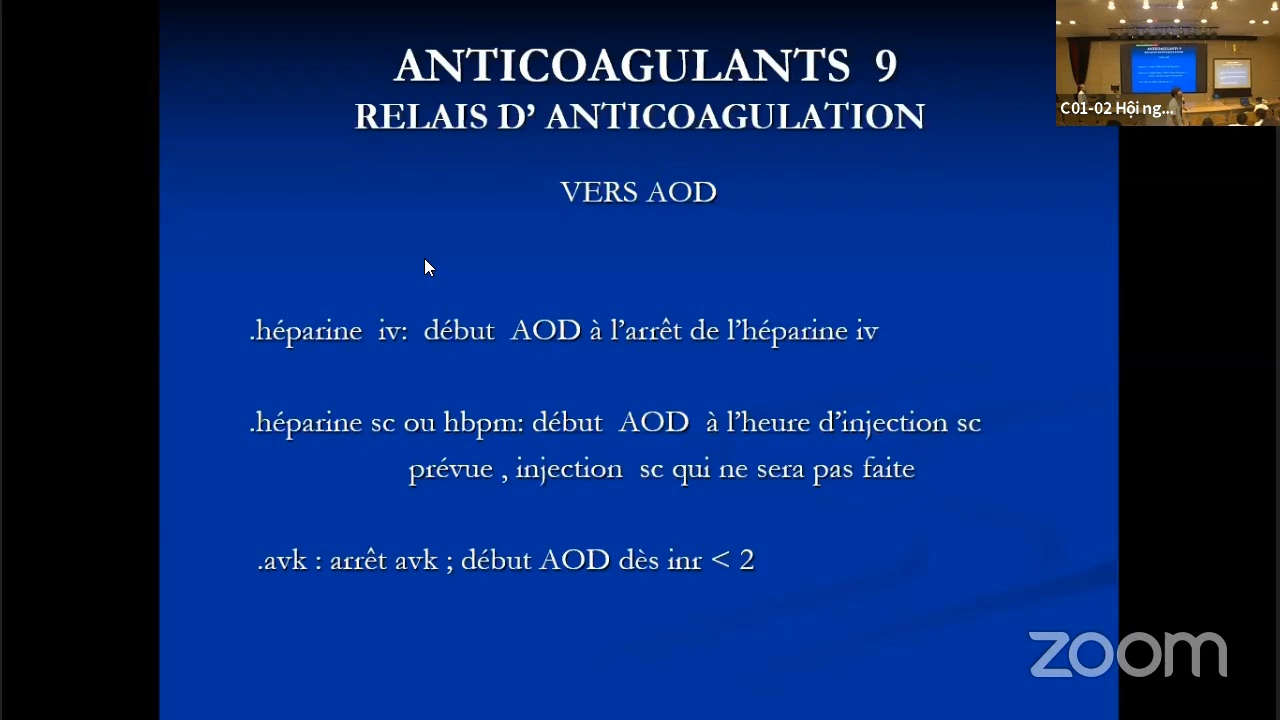 ANTICOAGULANTS 9
RELAIS D’ ANTICOAGULATION
VERS AOD
.héparine iv: début AOD à l’arrêt de l’héparine iv
.héparine sc ou hbpm: début AOD à l’heure d’injection sc
prévue , injection sc qui ne sera pas faite
.avk : arrêt avk ; début AOD dès inr < 2
C01-02 Hội ng...
zoom